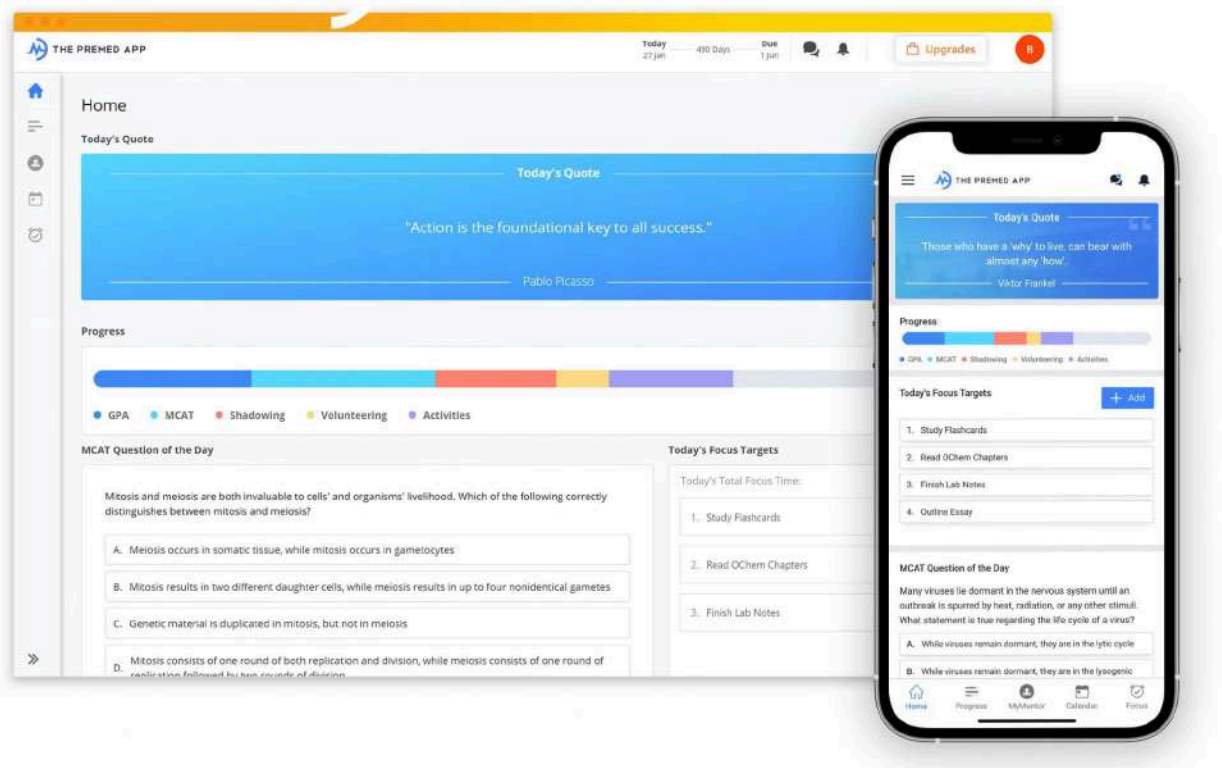 THE PREMED APP
Today
27 Jan
490 Days
Due
1 Jun
Upgrades
B
Home
Today's Quote
Today's Quote
"Action is the foundational key to all success."
Pablo Picasso
Progress
GPA
MCAT
Shadowing
Volunteering
Activities
MCAT Question of the Day
Mitosis and meiosis are both invaluable to cells' and organisms' livelihood. Which of the following correctly
distinguishes between mitosis and meiosis?
A. Meiosis occurs in somatic tissue, while mitosis occurs in gametocytes
B. Mitosis results in two different daughter cells, while meiosis results in up to four nonidentical gametes
C. Genetic material is duplicated in mitosis, but not in meiosis
D. Mitosis consists of one round of both replication and division, while meiosis consists of one round of
replication followed by two rounds of division
Today's Focus Targets
Today's Total Focus Time:
1. Study Flashcards
2. Read OChem Chapters
3. Finish Lab Notes
THE PREMED APP
Today's Quote
Those who have a 'why' to live, can bear with
almost any 'how'.
Viktor Frankel
Progress
GPA
MCAT
Shadowing
Volunteering
Activities
Today's Focus Targets
+ Add
1. Study Flashcards
2. Read OChem Chapters
3. Finish Lab Notes
4. Outline Essay
MCAT Question of the Day
Many viruses lie dormant in the nervous system until an
outbreak is spurred by heat, radiation, or any other stimuli.
What statement is true regarding the life cycle of a virus?
A. While viruses remain dormant, they are in the lytic cycle
B. While viruses remain dormant, they are in the lysogenic
Home
Progress
MyMentor
Calendar
Focus